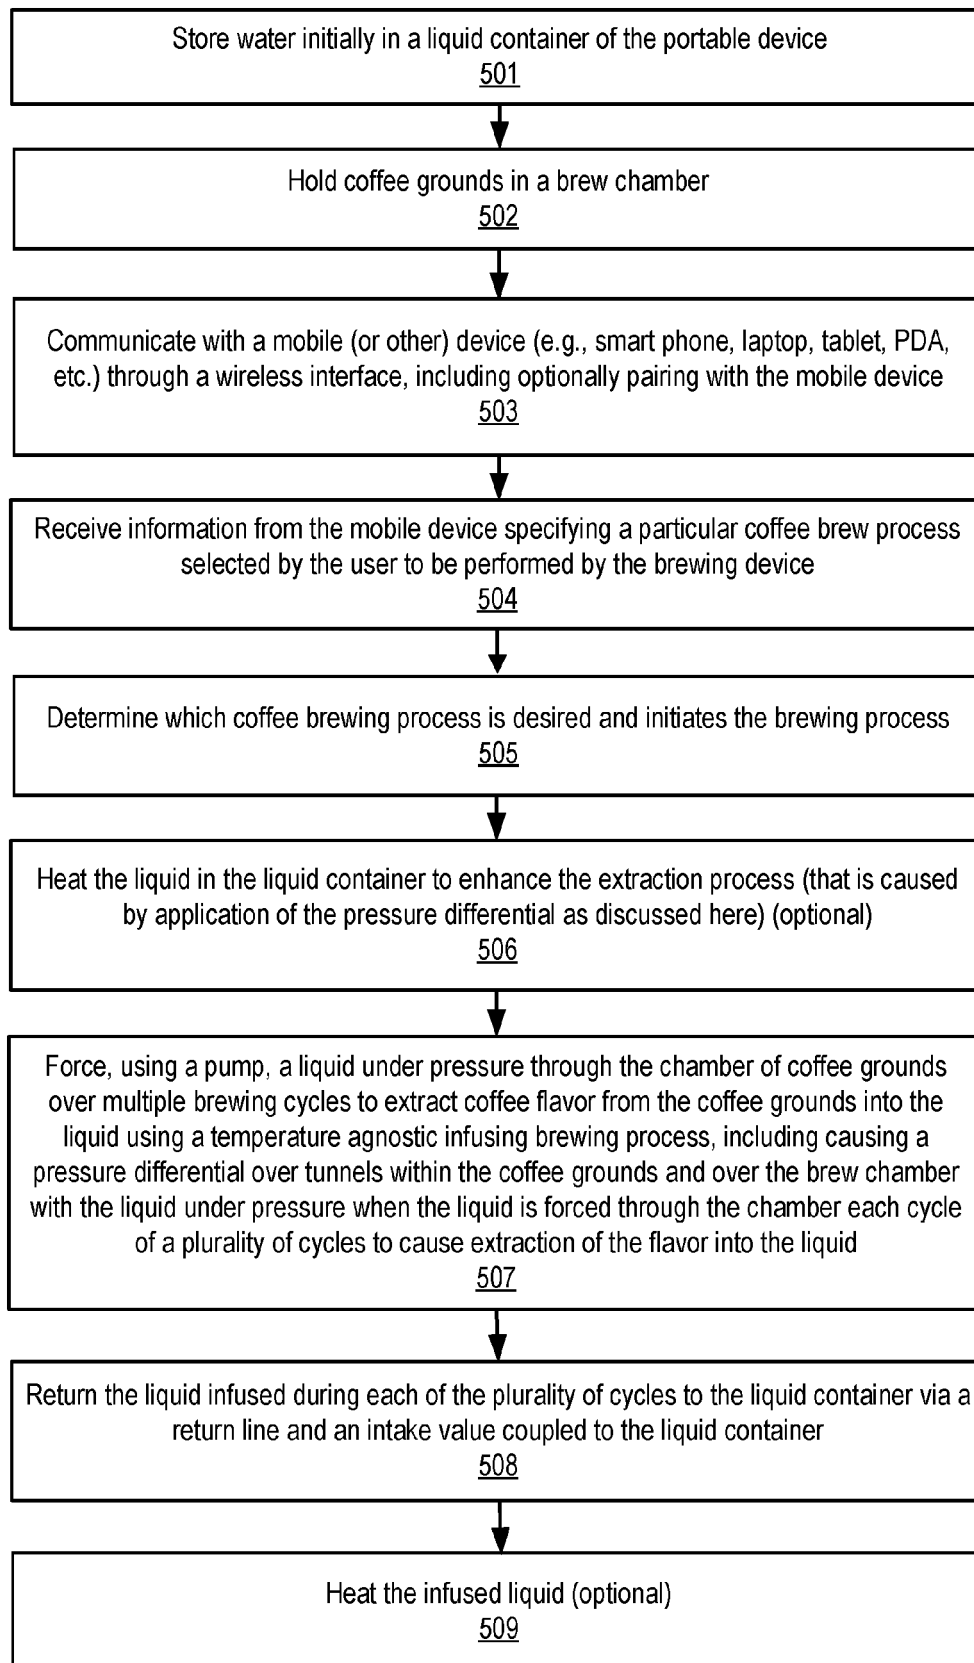 Store water initially in a liquid container of the portable device
501
Hold coffee grounds in a brew chamber
502
Communicate with a mobile (or other) device (e.g., smart phone, laptop, tablet, PDA,
etc.) through a wireless interface, including optionally pairing with the mobile device
503
Receive information from the mobile device specifying a particular coffee brew process
selected by the user to be performed by the brewing device
504
Determine which coffee brewing process is desired and initiates the brewing process
505
Heat the liquid in the liquid container to enhance the extraction process (that is caused
by application of the pressure differential as discussed here) (optional)
506
Force, using a pump, a liquid under pressure through the chamber of coffee grounds
over multiple brewing cycles to extract coffee flavor from the coffee grounds into the
liquid using a temperature agnostic infusing brewing process, including causing a
pressure differential over tunnels within the coffee grounds and over the brew chamber
with the liquid under pressure when the liquid is forced through the chamber each cycle
of a plurality of cycles to cause extraction of the flavor into the liquid
507
Return the liquid infused during each of the plurality of cycles to the liquid container via a
return line and an intake value coupled to the liquid container
508
Heat the infused liquid (optional)
509